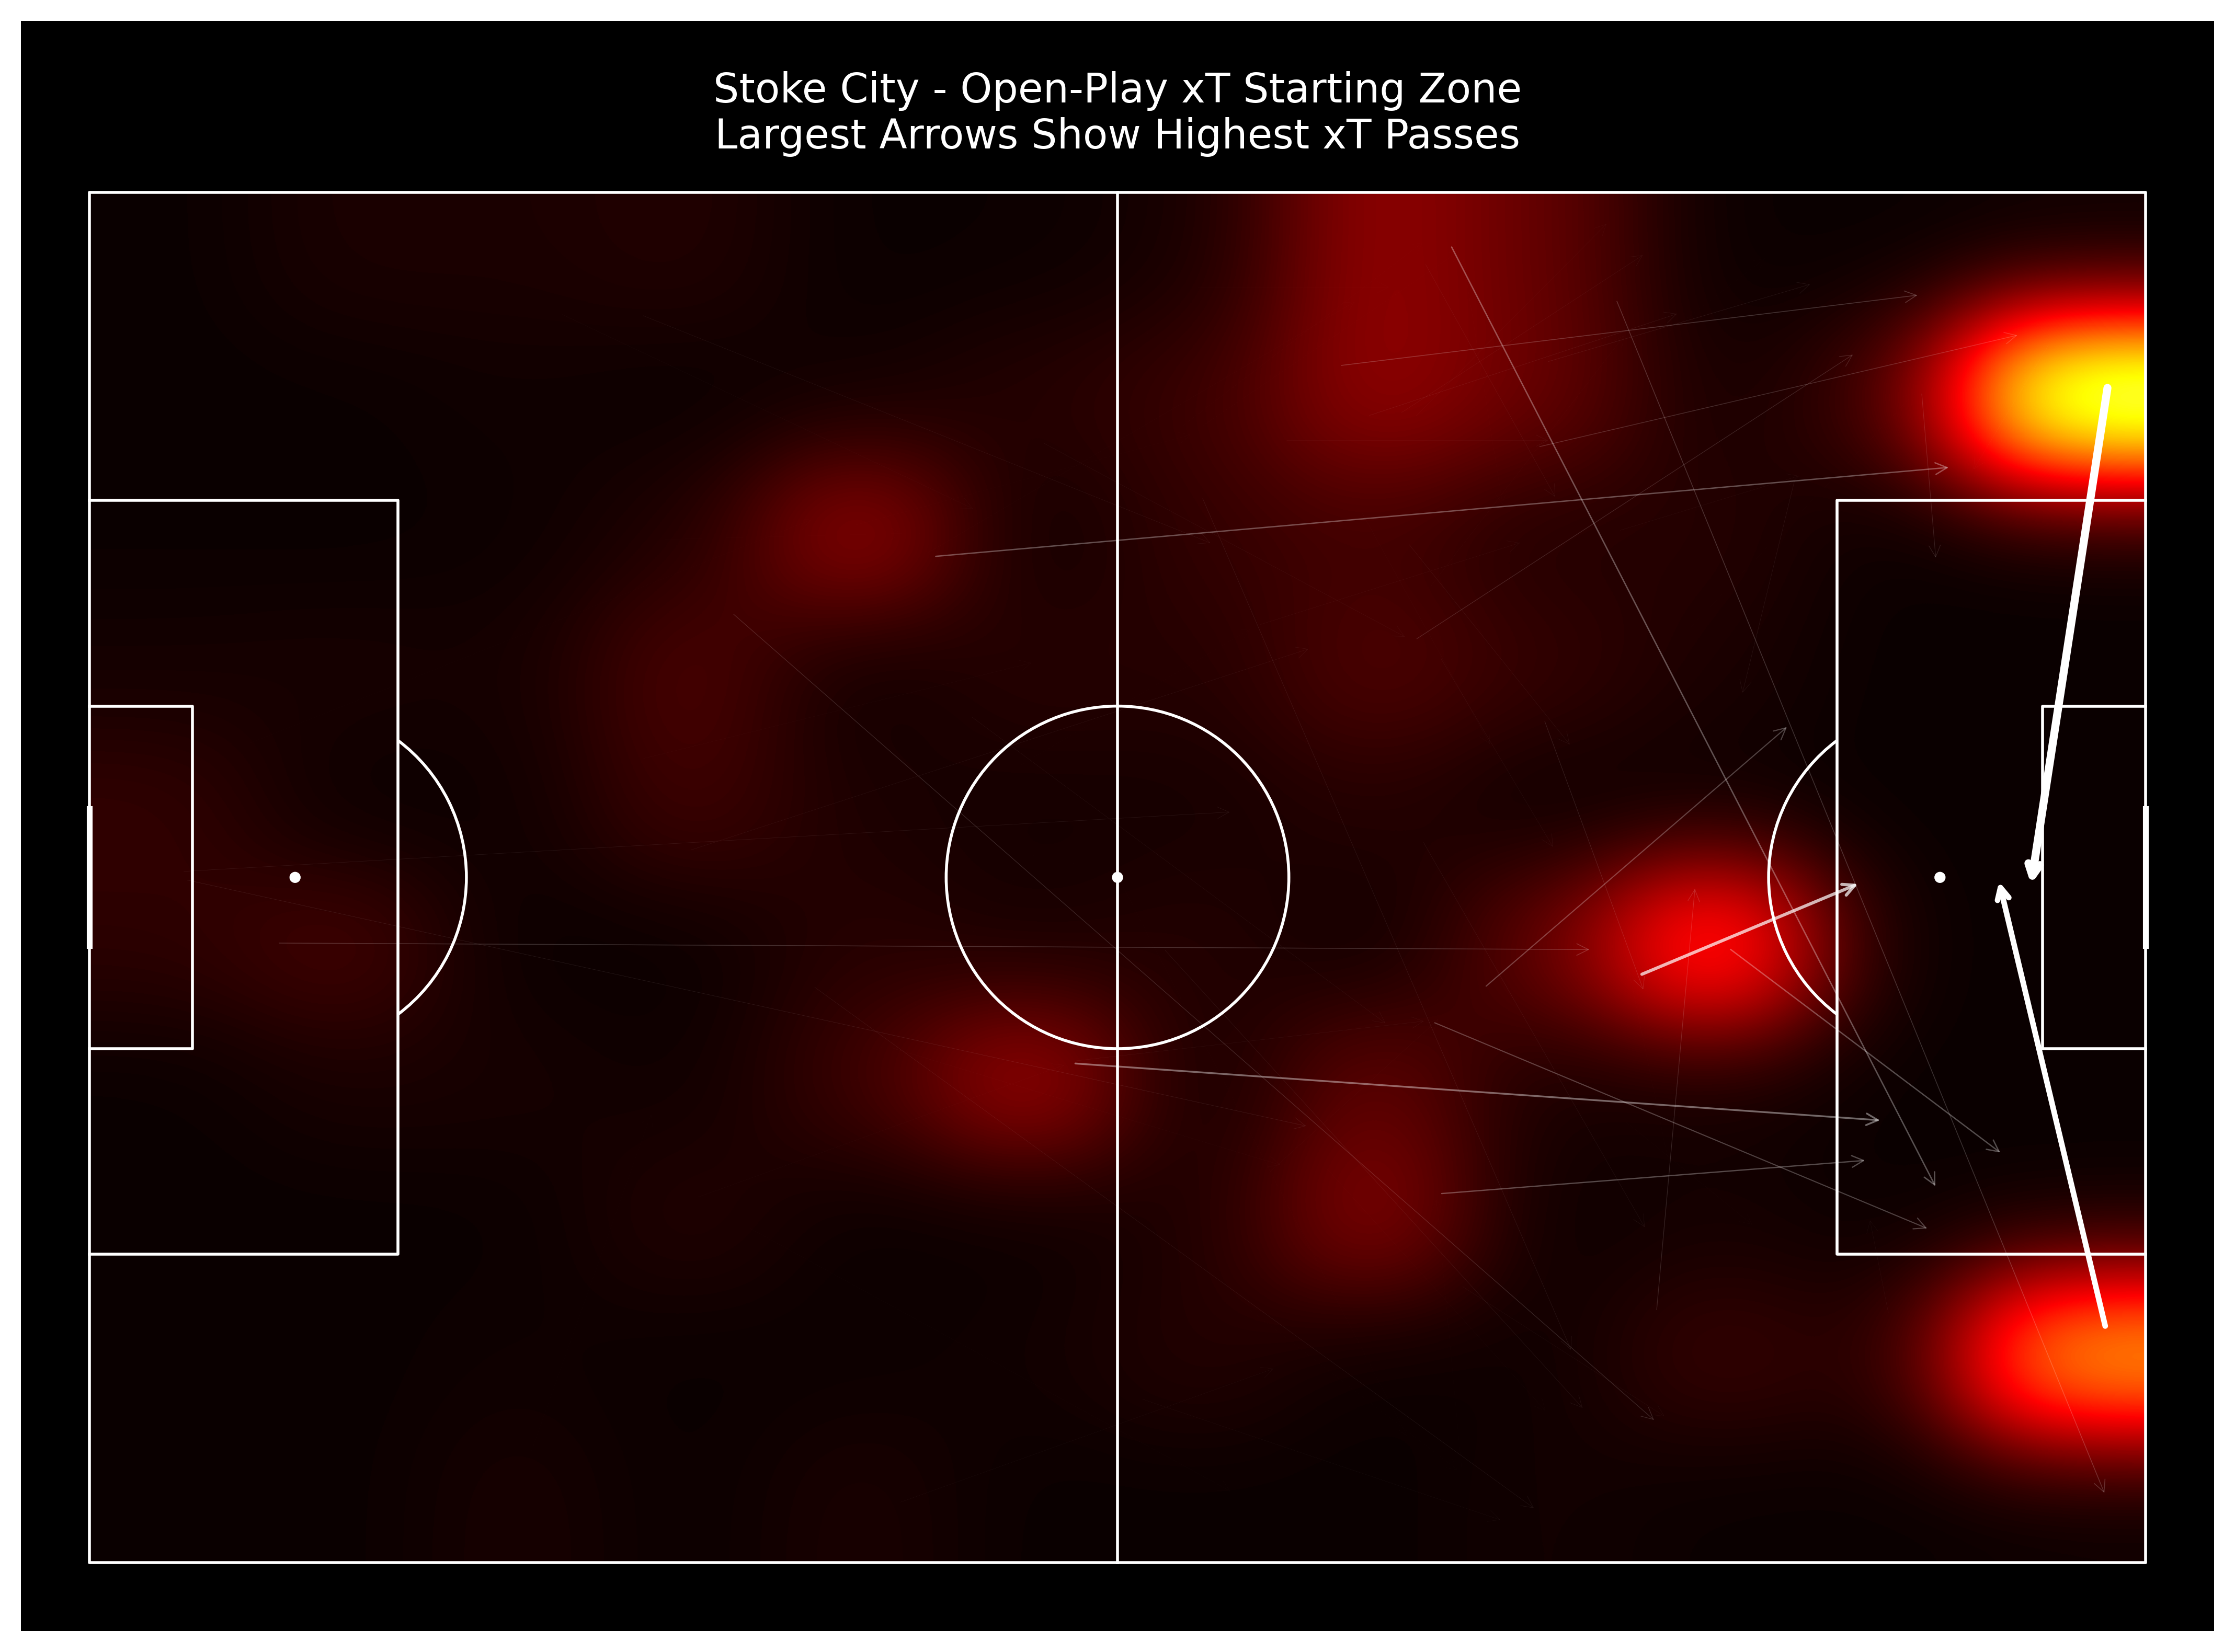 Stoke City - Open-Play xT Starting Zone
Largest Arrows Show Highest xT Passes